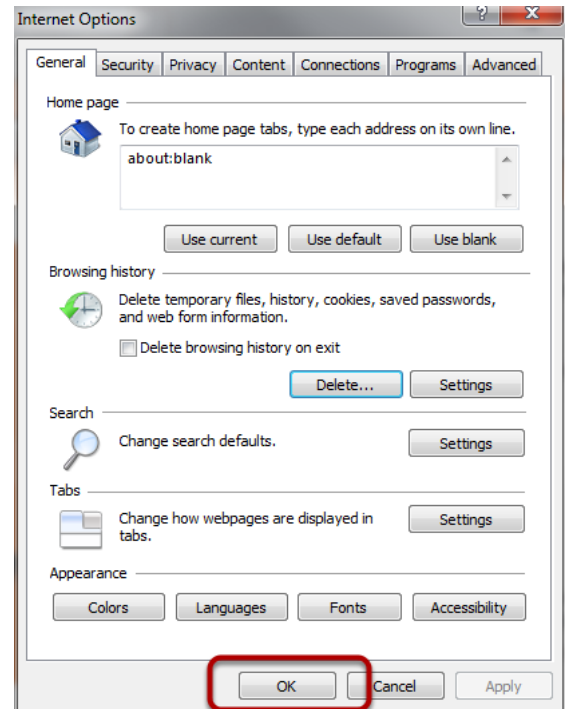 Internet Options
General Security Privacy Content Connections Programs Advanced
Home page
To create home page tabs, type each address on its own line.
about:blank
Use current Use default Use blank
Browsing history
Delete temporary files, history, cookies, saved passwords,
and web form information.
Delete browsing history on exit
Delete... Settings
Search
Change search defaults. Settings
Tabs
Change how webpages are displayed in
tabs.
Settings
Appearance
Colors Languages Fonts Accessibility
OK Cancel Apply